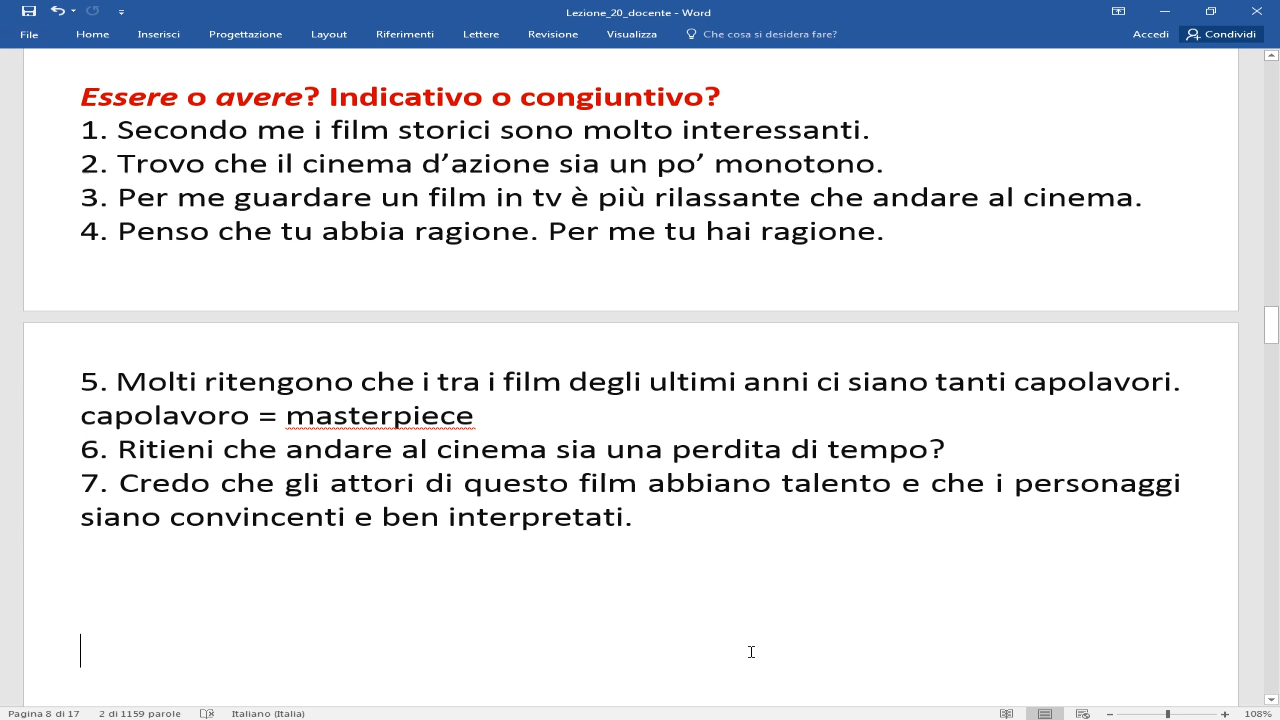 Lezione_20_docente - Word
File Home Inserisci Progettazione Layout Riferimenti Lettere Revisione Visualizza Che cosa si desidera fare? Accedi Condividi
Essere o avere? Indicativo o congiuntivo?
1. Secondo me i film storici sono molto interessanti.
2. Trovo che il cinema d’azione sia un po’ monotono.
3. Per me guardare un film in tv è più rilassante che andare al cinema.
4. Penso che tu abbia ragione. Per me tu hai ragione.
5. Molti ritengono che i tra i film degli ultimi anni ci siano tanti capolavori.
capolavoro = masterpiece
6. Ritieni che andare al cinema sia una perdita di tempo?
7. Credo che gli attori di questo film abbiano talento e che i personaggi
siano convincenti e ben interpretati.
Pagina 8 di 17 2 di 1159 parole Italiano (Italia) 108%